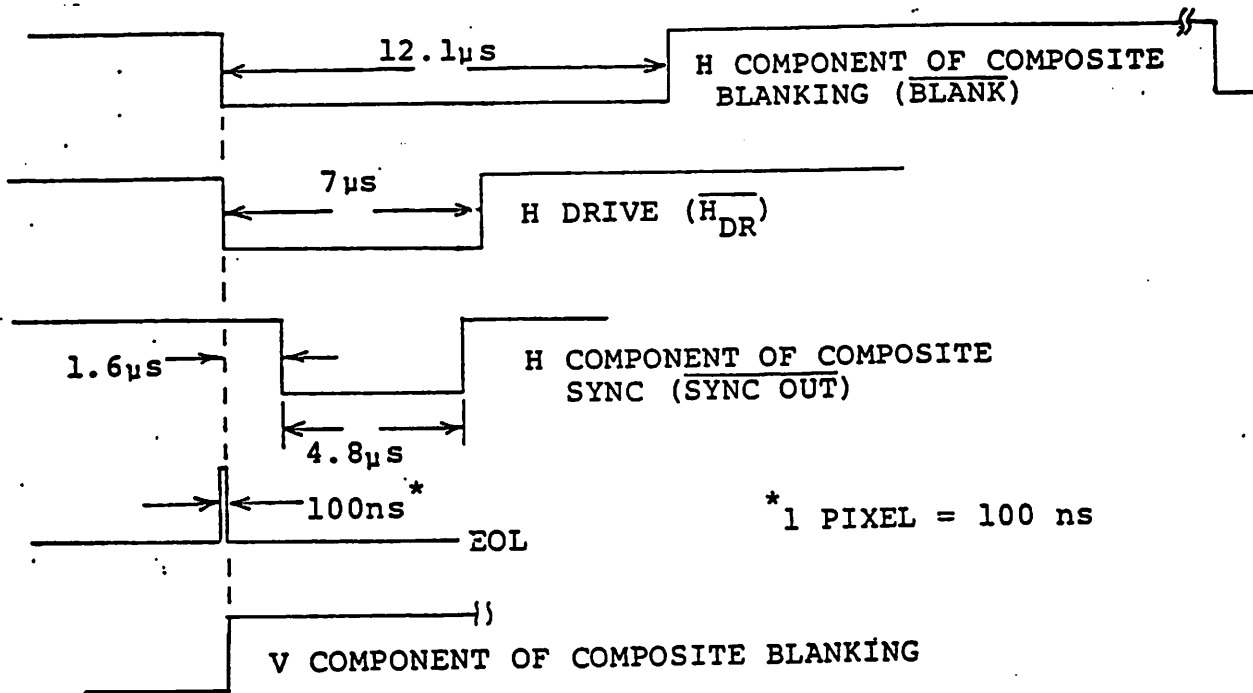 12.1μs
H COMPONENT OF COMPOSITE
BLANKING (BLANK)
7μs
H DRIVE (HDR)
1.6μs
H COMPONENT OF COMPOSITE
SYNC (SYNC OUT)
4.8μs
100ns*
*1 PIXEL = 100 ns
EOL
V COMPONENT OF COMPOSITE BLANKING